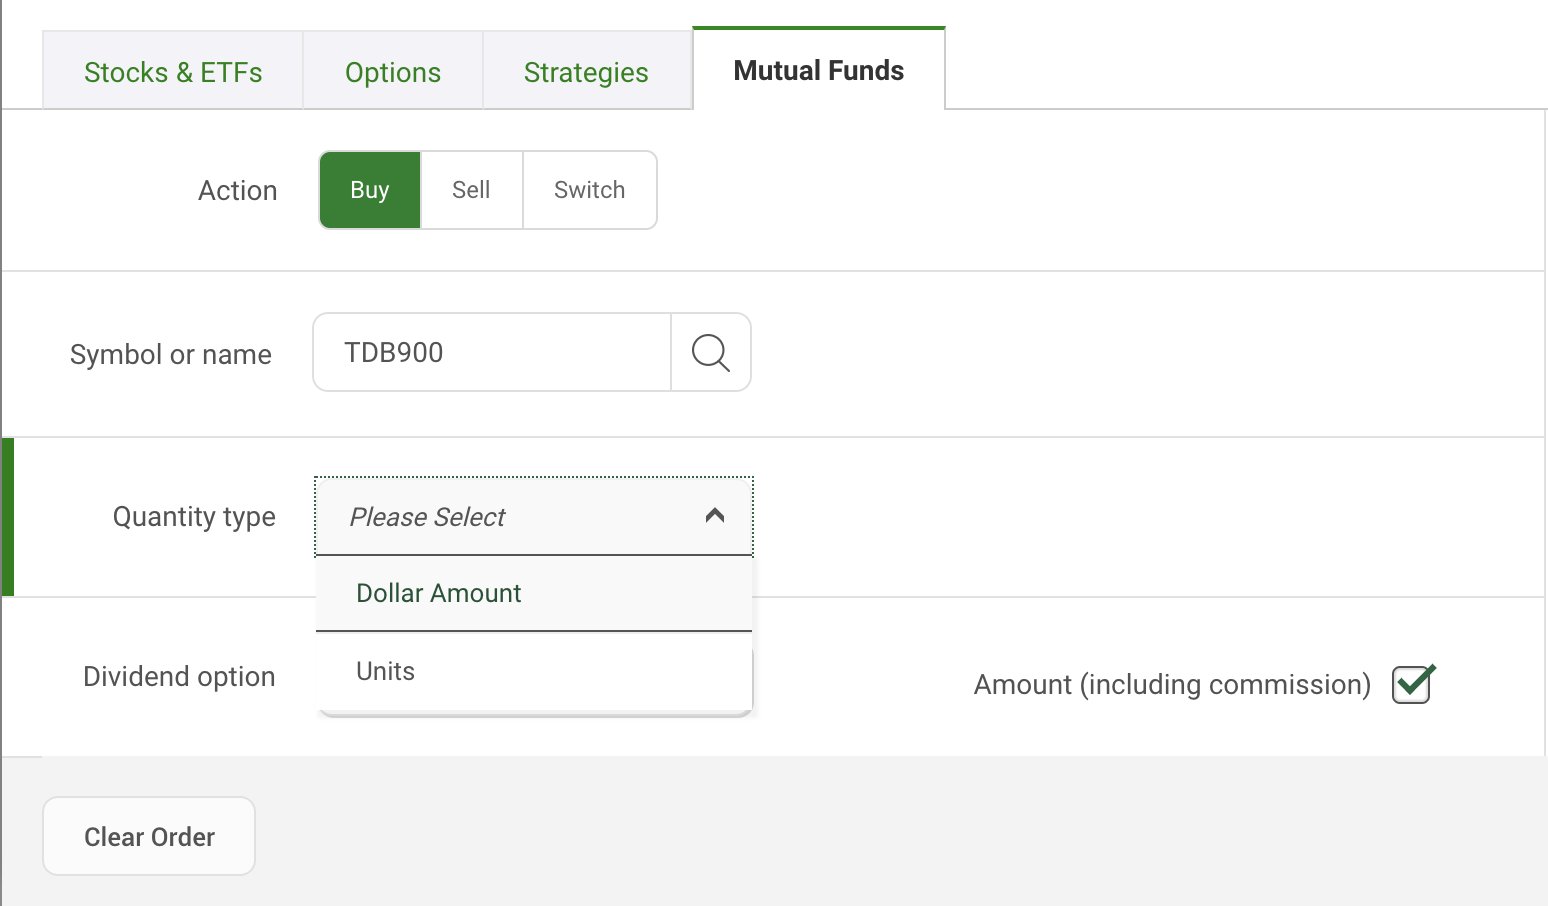 Stocks & ETFs
Options
Strategies
Mutual Funds
Action
Buy
Sell
Switch
Symbol or name
TDB900
Quantity type
Please Select
Dollar Amount
Units
Dividend option
Amount (including commission)
Clear Order